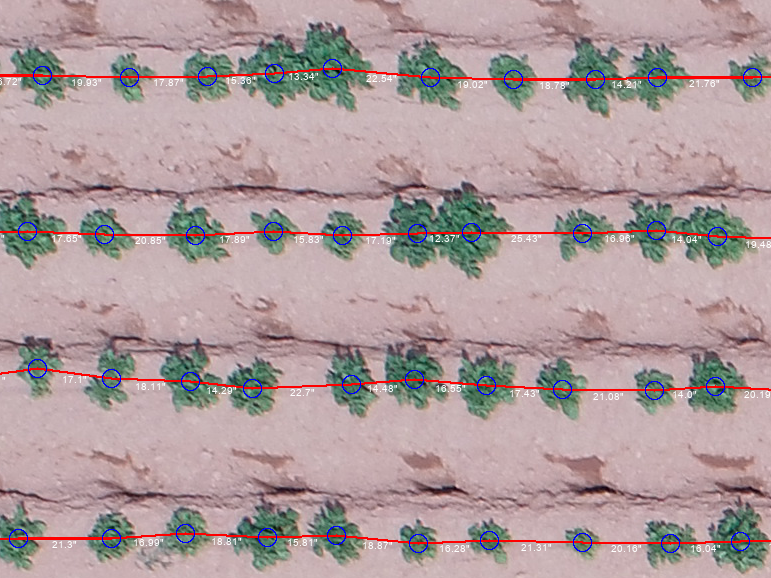 19.93" 17.87" 15.36" 13.34" 22.54" 19.02" 18.78" 14.21" 21.76"
17.65" 20.85" 17.89" 15.83" 17.19" 12.37" 25.43" 16.96" 14.04" 19.48
17.1" 18.11" 14.29" 22.7" 14.48" 16.55" 17.43" 21.08" 14.0" 20.19
21.3" 16.99" 18.81" 15.81" 18.87" 16.28" 21.31" 20.16" 16.04"